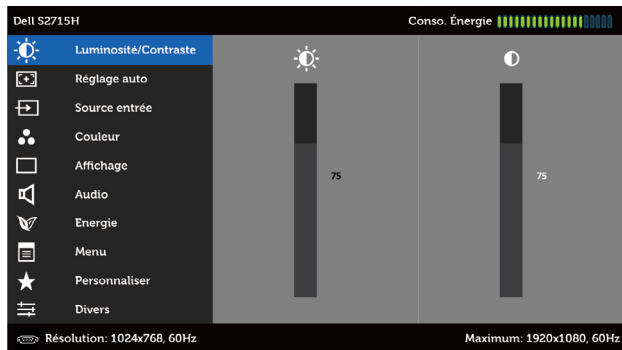 Dell S2715H
Conso. Énergie
Luminosité/Contraste
Réglage auto
Source entrée
Couleur
Affichage
Audio
Energie
Menu
Personnaliser
Divers
75
75
Résolution: 1024x768, 60Hz
Maximum: 1920x1080, 60Hz